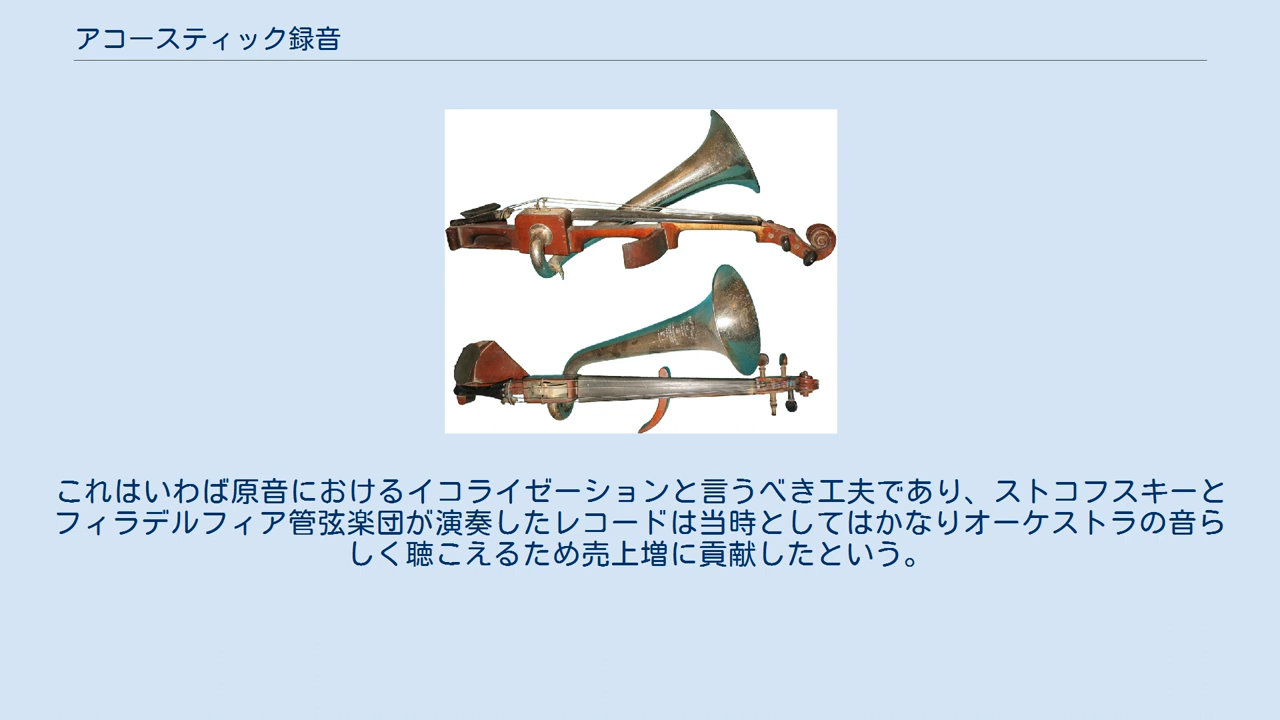 アコースティック録音
これはいわば原音におけるイコライゼーションと言うべき工夫であり、ストコフスキーと
フィラデルフィア管弦楽団が演奏したレコードは当時としてはかなりオーケストラの音ら
しく聴こえるため売上増に貢献したという。